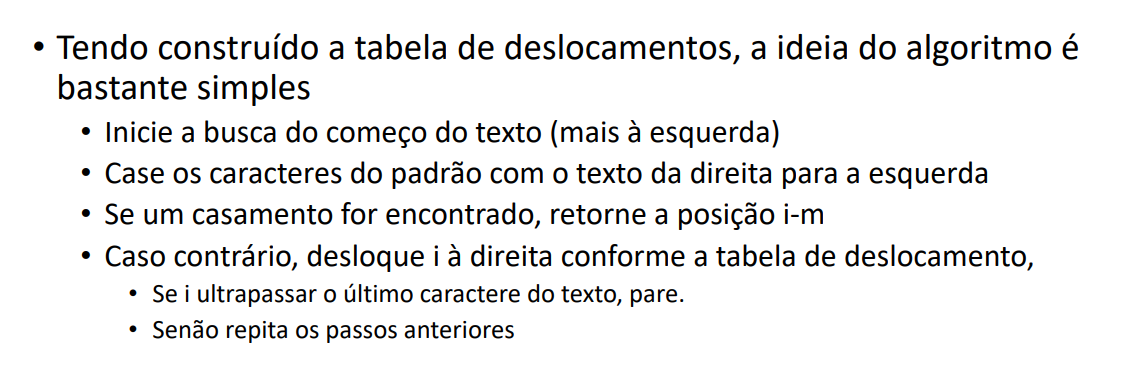 • Tendo construído a tabela de deslocamentos, a ideia do algoritmo é
bastante simples
• Inicie a busca do começo do texto (mais à esquerda)
• Case os caracteres do padrão com o texto da direita para a esquerda
• Se um casamento for encontrado, retorne a posição i-m
• Caso contrário, desloque i à direita conforme a tabela de deslocamento,
• Se i ultrapassar o último caractere do texto, pare.
• Senão repita os passos anteriores